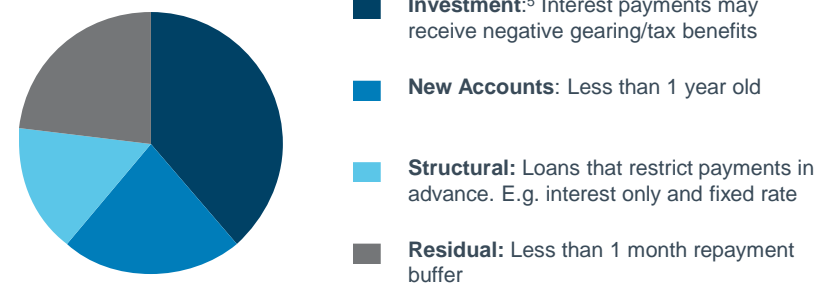 Investment:⁵ Interest payments may
receive negative gearing/tax benefits
New Accounts: Less than 1 year old
Structural: Loans that restrict payments in
advance. E.g. interest only and fixed rate
Residual: Less than 1 month repayment
buffer